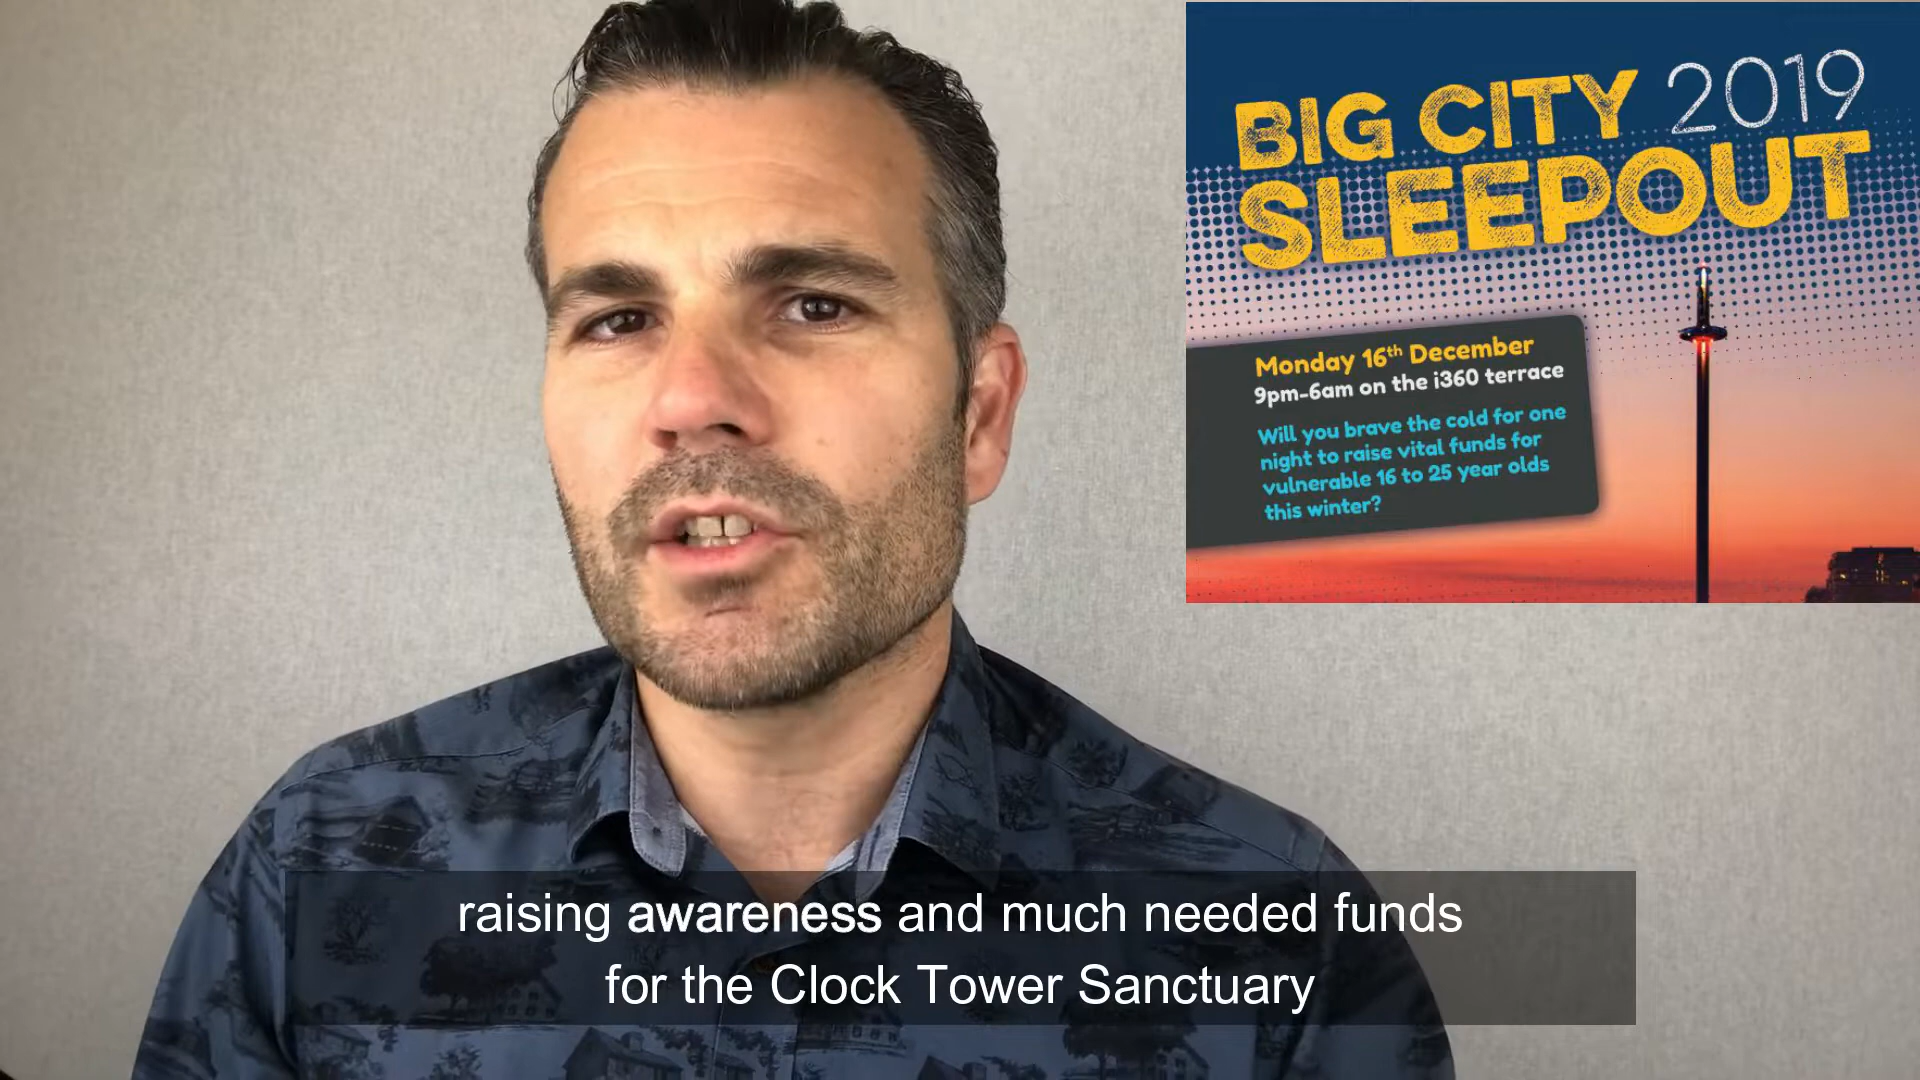 BIG CITY 2019
SLEEPOUT
Monday 16th December
9pm-6am on the i360 terrace
Will you brave the cold for one
night to raise vital funds for
vulnerable 16 to 25 year olds
this winter?
raising awareness and much needed funds
for the Clock Tower Sanctuary